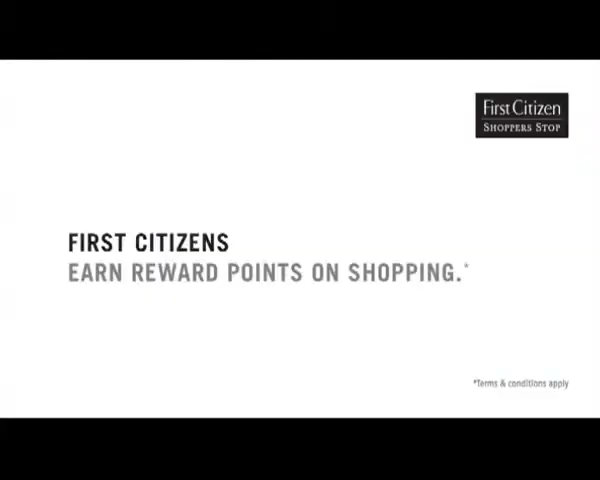 First Citizen
SHOPPERS STOP
FIRST CITIZENS
EARN REWARD POINTS ON SHOPPING.*
*Terms & conditions apply